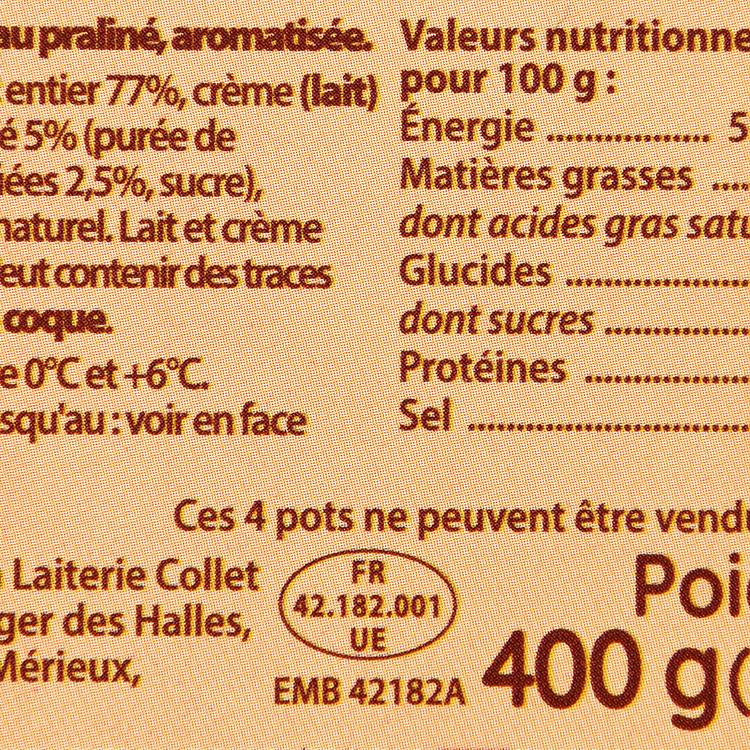 au praliné, aromatisée.
entier 77%, crème (lait)
é 5% (purée de
iées 2,5%, sucre),
naturel. Lait et crème
eut contenir des traces
coque.
e 0°C et +6°C.
squ'au : voir en face
Valeurs nutritionne
pour 100 g :
Énergie ................. 5
Matières grasses ....
dont acides gras satu
Glucides ....................
dont sucres ...............
Protéines ..................
Sel ..............................
Ces 4 pots ne peuvent être vend
Laiterie Collet
ger des Halles,
Mérieux,
FR
42.182.001
UE
EMB 42182A
Poi
400 g